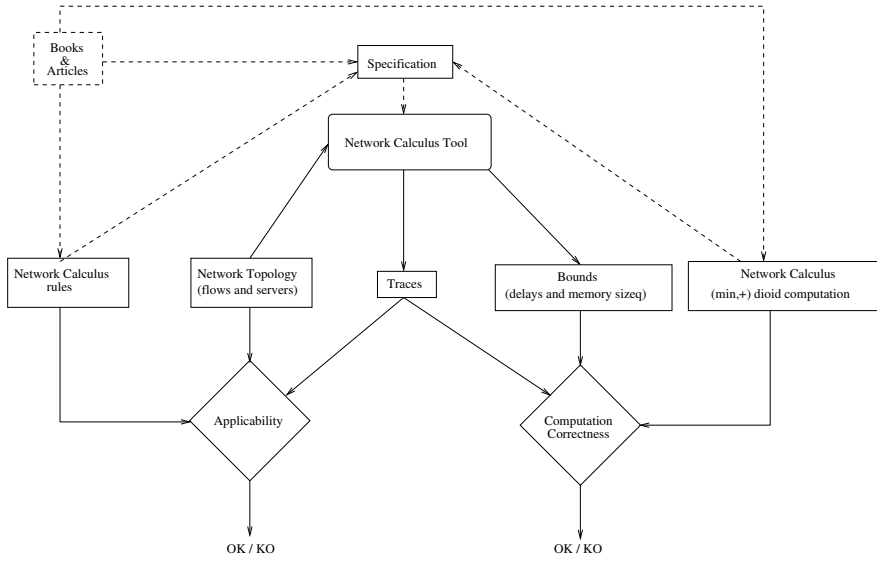 Books
&
Articles
Specification
Network Calculus Tool
Network Calculus
rules
Network Topology
(flows and servers)
Traces
Bounds
(delays and memory sizeq)
Network Calculus
(min,+) dioid computation
Applicability
Computation
Correctness
OK / KO
OK / KO